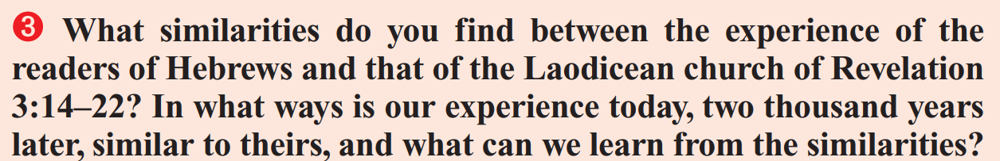 3 What similarities do you find between the experience of the
readers of Hebrews and that of the Laodicean church of Revelation
3:14–22? In what ways is our experience today, two thousand years
later, similar to theirs, and what can we learn from the similarities?